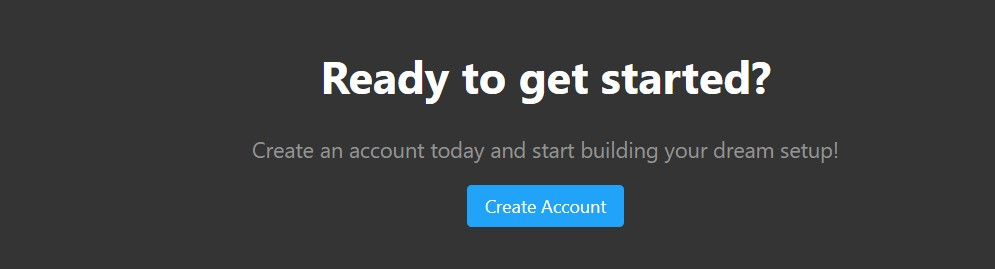 Ready to get started?
Create an account today and start building your dream setup!
Create Account